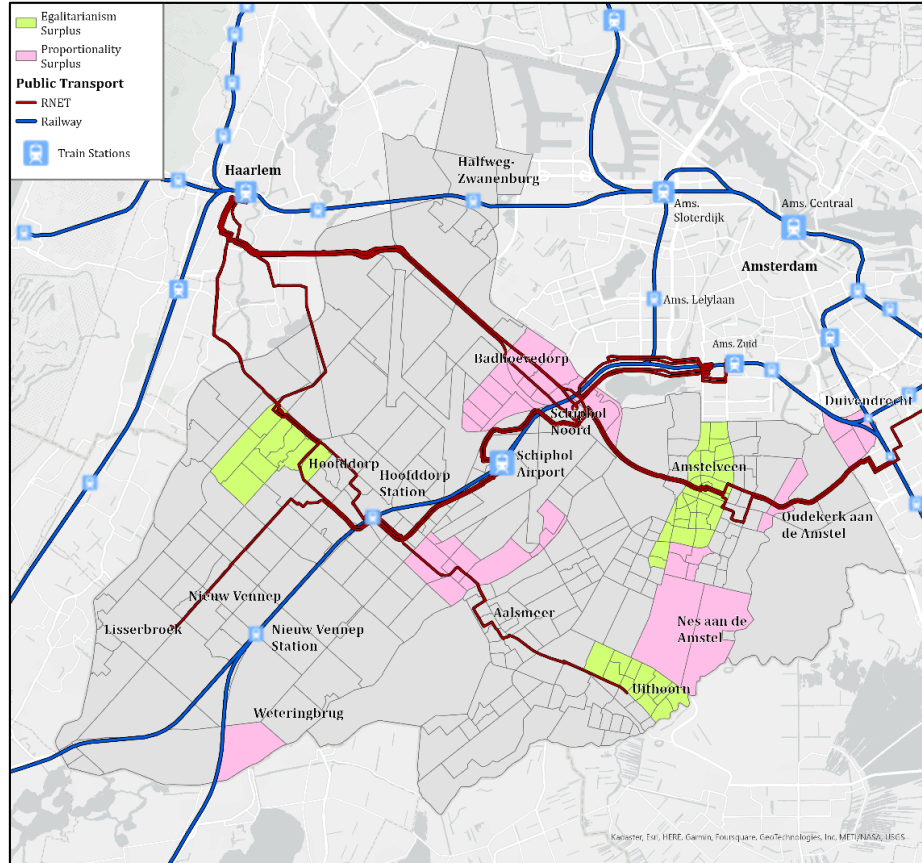 Egalitarianism
Surplus
Proportionality
Surplus
Public Transport
RNET
Railway
Train Stations
Haarlem
Halfweg-
Zwanenburg
Ams.
Sloterdijk
Ams. Centraal
Amsterdam
Ams. Lelylaan
Ams. Zuid
Badhoevedorp
Duivendrecht
Schiphol
Noord
Schiphol
Airport
Hoofddorp
Hoofddorp
Station
Amstelveen
Oudekerk aan
de Amstel
Nieuw Vennep
Aalsmeer
Lisserbroek
Nieuw Vennep
Station
Nes aan de
Amstel
Uithoorn
Weteringbrug
Kadaster, Esri, HERE, Garmin, Foursquare, GeoTechnologies, Inc, METI/NASA, USGS